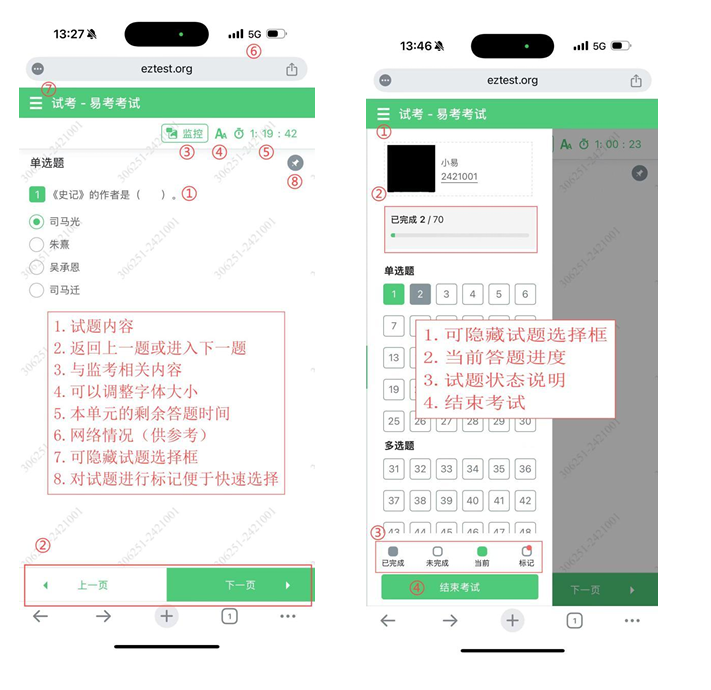 13:27
5G
⑥
eztest.org
⑦
试考 - 易考考试
监控
AA
1: 19 : 42
③
④
⑤
单选题
⑧
1 《史记》的作者是（ ）。 ①
司马光
朱熹
吴承恩
司马迁
306251-2421001
1. 试题内容
2. 返回上一题或进入下一题
3. 与监考相关内容
4. 可以调整字体大小
5. 本单元的剩余答题时间
6. 网络情况（供参考）
7. 可隐藏试题选择框
8. 对试题进行标记便于快速选择
②
上一页
下一页
1
13:46
5G
eztest.org
试考 - 易考考试
①
AA
1: 00 : 23
小易
2421001
②
已完成 2 / 70
单选题
1 2 3 4 5 6
7
13
19
25 26 27 28 29 30
1. 可隐藏试题选择框
2. 当前答题进度
3. 试题状态说明
4. 结束考试
多选题
31 32 33 34 35 36
37 38 39 40 41 42
43 44 45 46 47 48
③
已完成
未完成
当前
标记
④ 结束考试
下一页
1